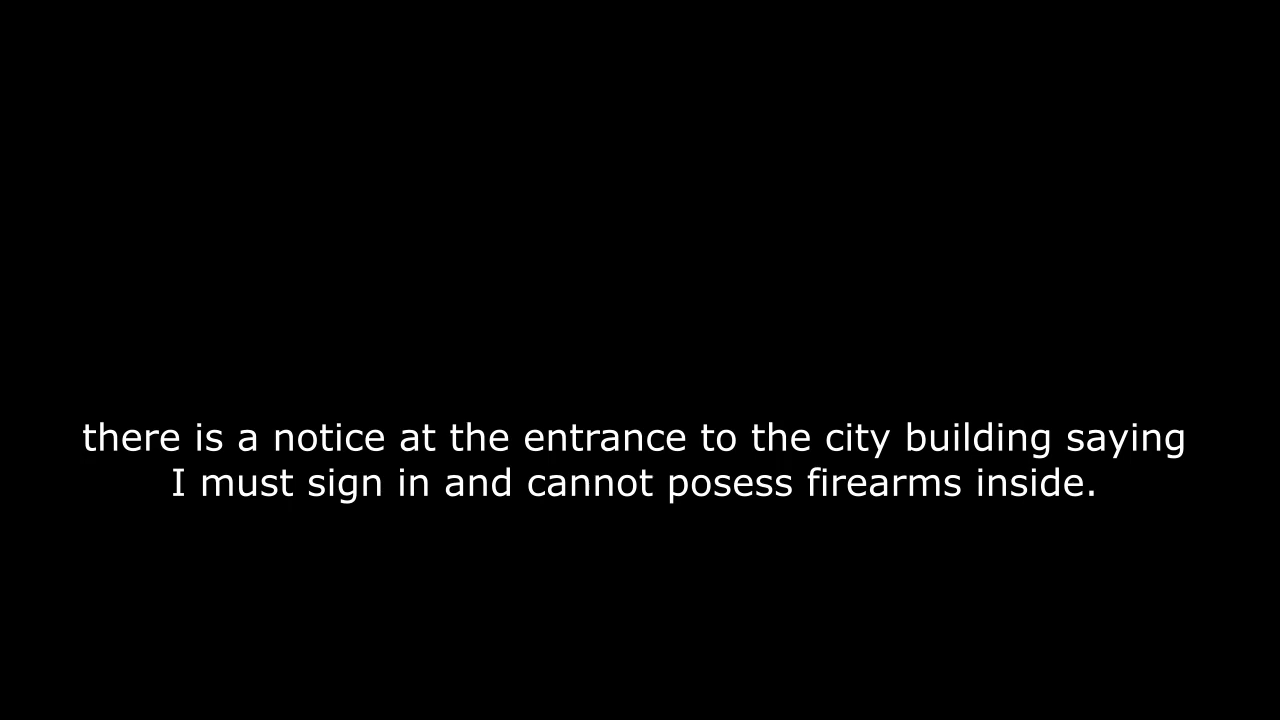 there is a notice at the entrance to the city building saying
I must sign in and cannot posess firearms inside.